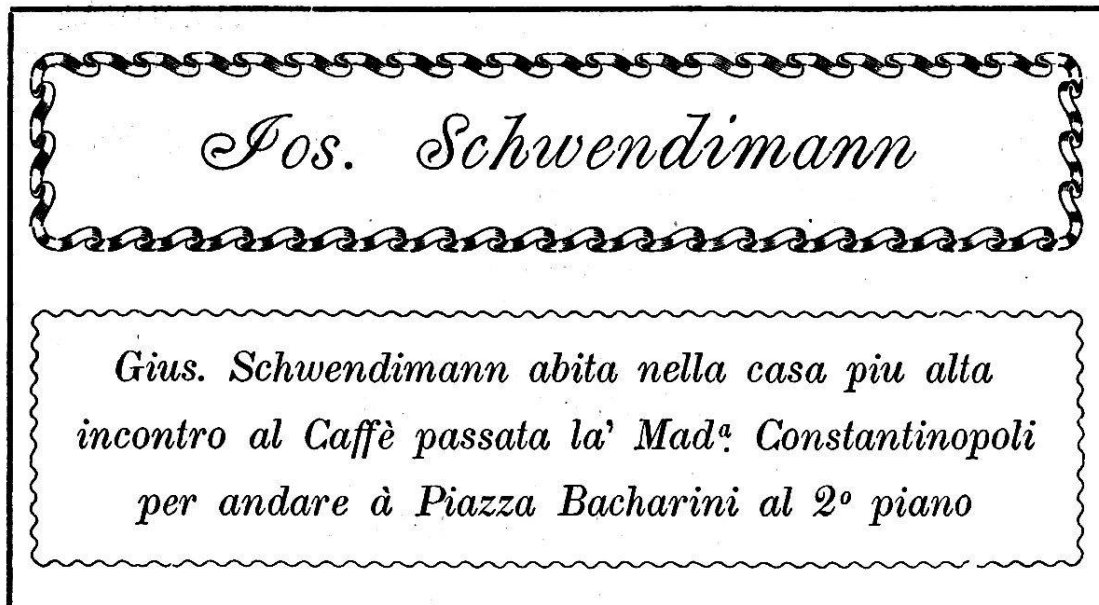 Jos. Schwendimann
Gius. Schwendimann abita nella casa piu alta
incontro al Caffè passata la' Madª. Constantinopoli
per andare à Piazza Bacharini al 2º piano